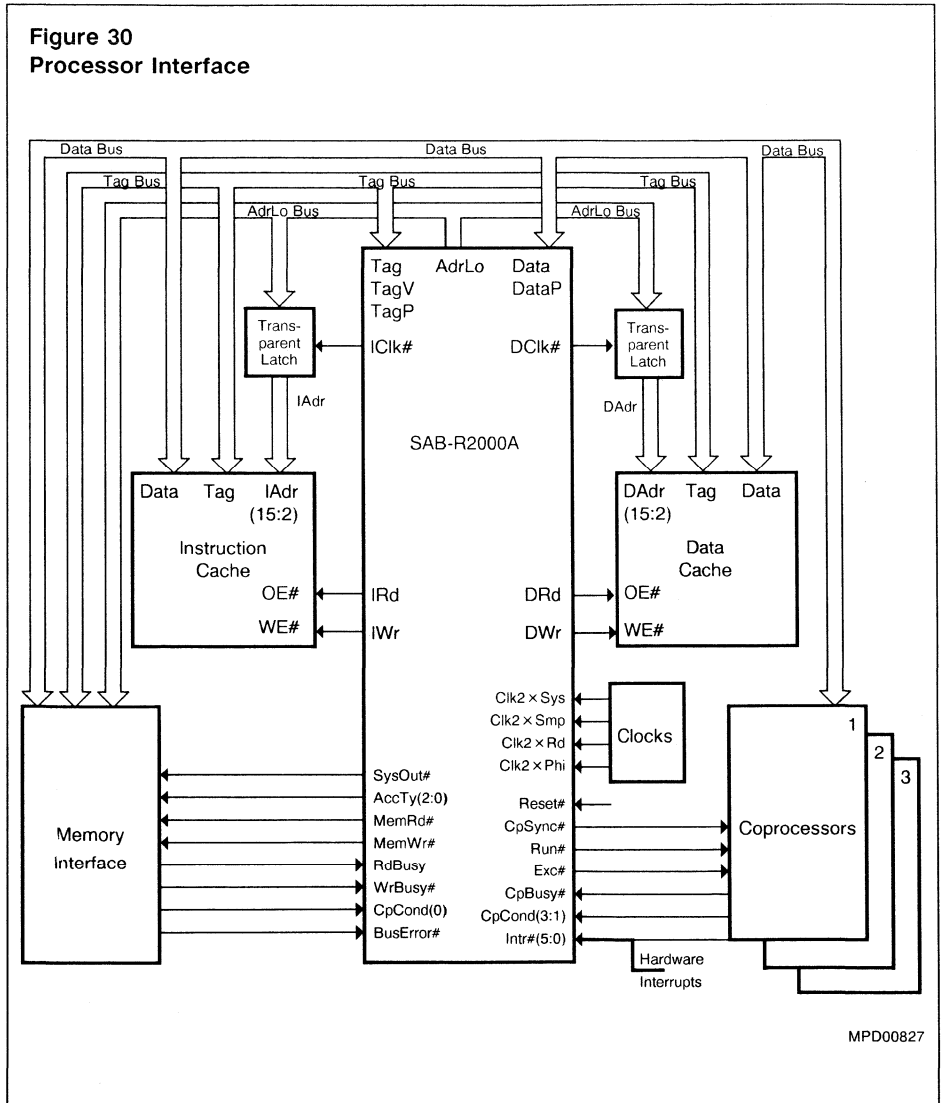 Figure 30
Processor Interface
Data Bus
Data Bus
Data Bus
Tag Bus
Tag Bus
Tag Bus
AdrLo Bus
AdrLo Bus
Tag
TagV
TagP
AdrLo
Data
DataP
Trans-
parent
Latch
IClk#
DClk#
Trans-
parent
Latch
IAdr
DAdr
SAB-R2000A
Data Tag IAdr
(15:2)
Instruction
Cache
OE#
WE#
IRd
IWr
DRd
DWr
DAdr Tag Data
(15:2)
Data
Cache
OE#
WE#
Clk2×Sys
Clk2×Smp
Clk2×Rd
Clk2×Phi
Clocks
Memory
Interface
SysOut#
AccTy(2:0)
MemRd#
MemWr#
RdBusy
WrBusy#
CpCond(0)
BusError#
Reset#
CpSync#
Run#
Exc#
CpBusy#
CpCond(3:1)
Intr#(5:0)
Hardware
Interrupts
1
2
3
Coprocessors
MPD00827